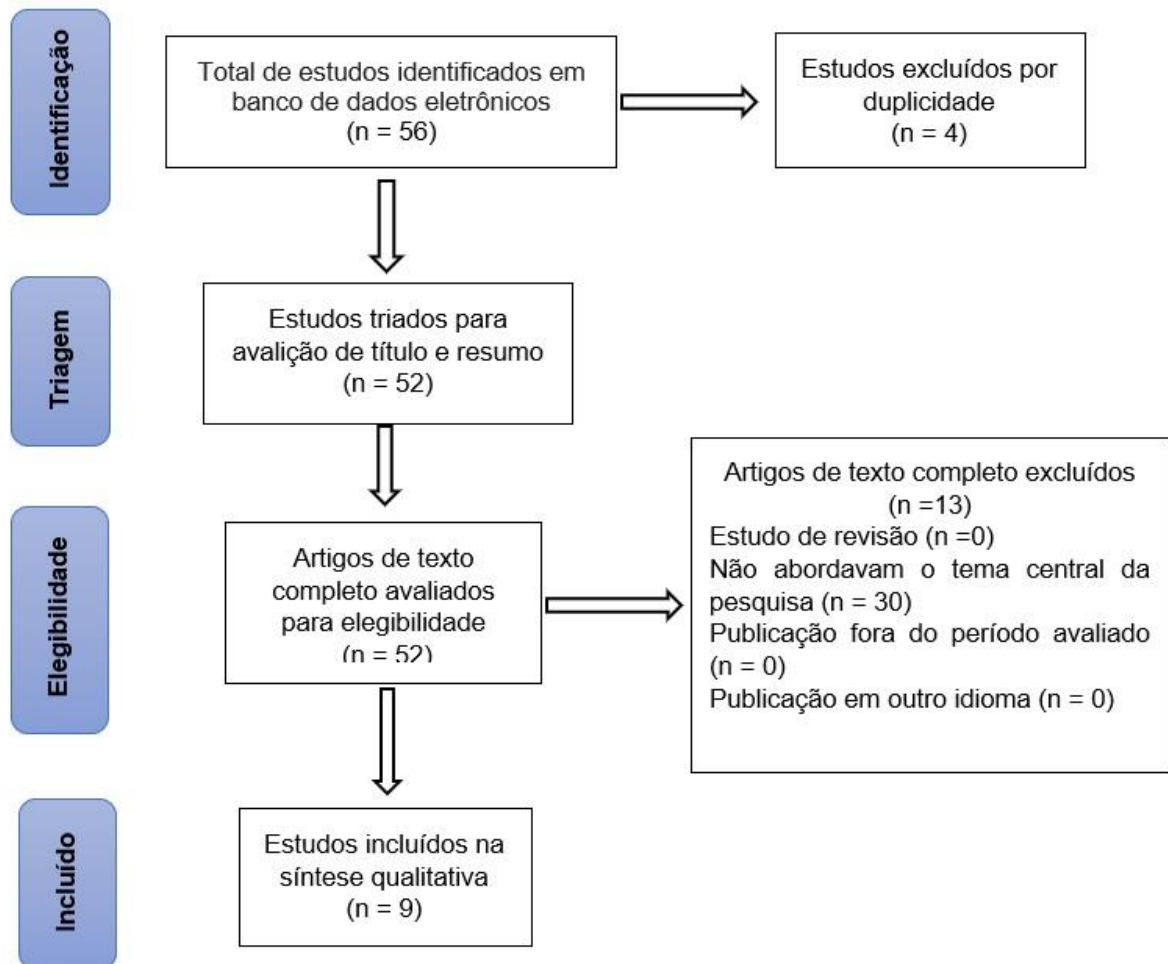 Identificação
Total de estudos identificados em
banco de dados eletrônicos
(n = 56)
Estudos excluídos por
duplicidade
(n = 4)
Triagem
Estudos triados para
avalição de título e resumo
(n = 52)
Elegibilidade
Artigos de texto
completo avaliados
para elegibilidade
(n = 52)
Artigos de texto completo excluídos
(n =13)
Estudo de revisão (n =0)
Não abordavam o tema central da
pesquisa (n = 30)
Publicação fora do período avaliado
(n = 0)
Publicação em outro idioma (n = 0)
Incluído
Estudos incluídos na
síntese qualitativa
(n = 9)